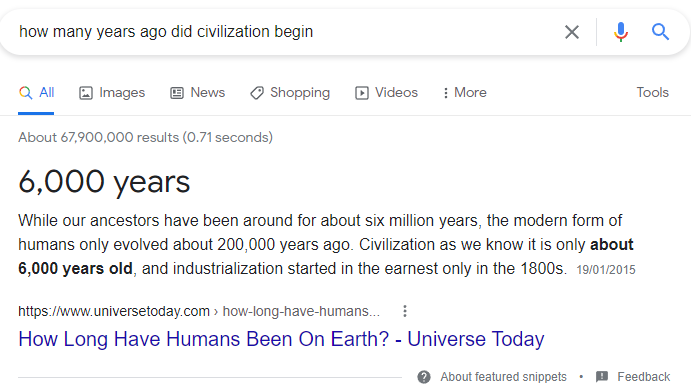 how many years ago did civilization begin
All Images News Shopping Videos More Tools
About 67,900,000 results (0.71 seconds)
6,000 years
While our ancestors have been around for about six million years, the modern form of
humans only evolved about 200,000 years ago. Civilization as we know it is only about
6,000 years old, and industrialization started in the earnest only in the 1800s. 19/01/2015
https://www.universetoday.com › how-long-have-humans...
How Long Have Humans Been On Earth? - Universe Today
About featured snippets • Feedback